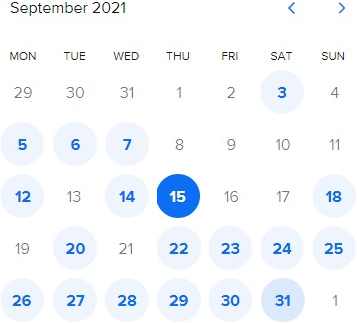 September 2021
MON TUE WED THU FRI SAT SUN
29 30 31 1 2 3 4
5 6 7 8 9 10 11
12 13 14 15 16 17 18
19 20 21 22 23 24 25
26 27 28 29 30 31 1